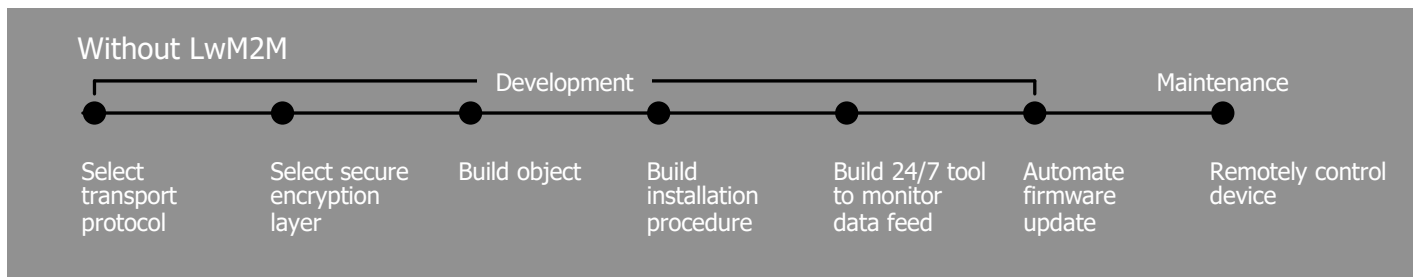 Without LwM2M
Development
Maintenance
Select
transport
protocol
Select secure
encryption
layer
Build object
Build
installation
procedure
Build 24/7 tool
to monitor
data feed
Automate
firmware
update
Remotely control
device